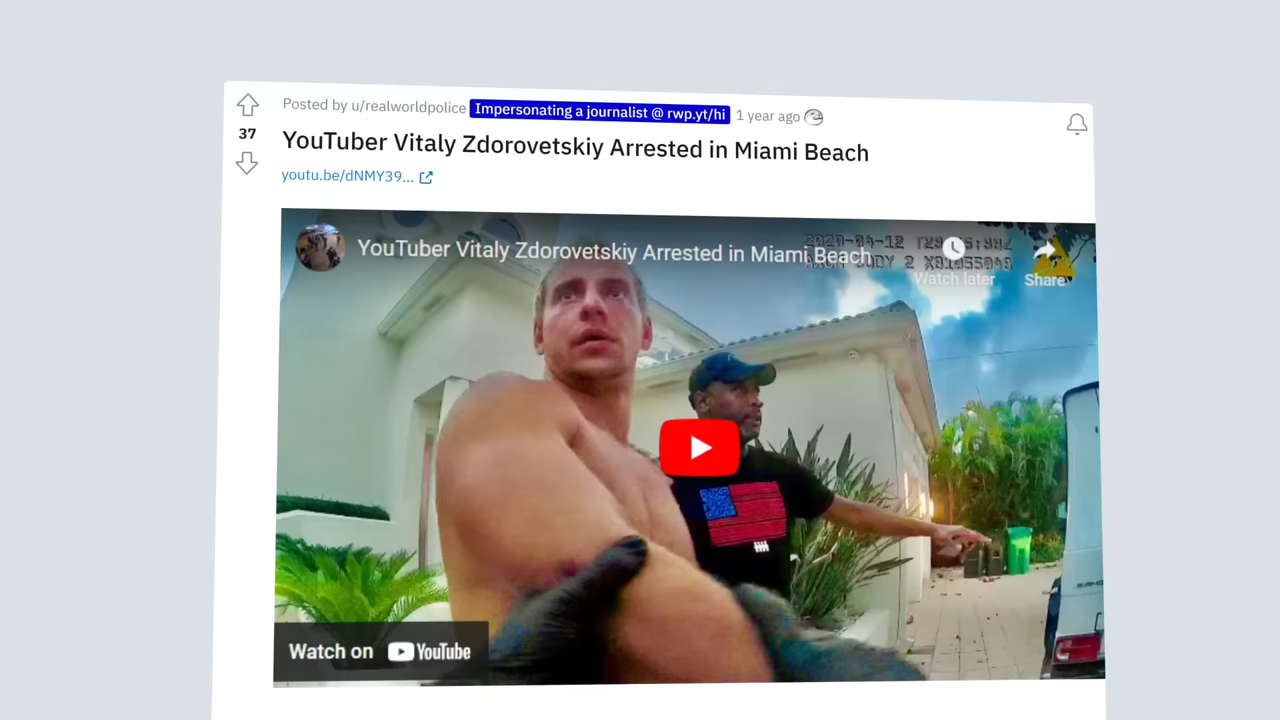 Posted by u/realworldpolice Impersonating a journalist @ rwp.yt/hi 1 year ago
37
YouTuber Vitaly Zdorovetskiy Arrested in Miami Beach
youtu.be/dNMY39...
YouTuber Vitaly Zdorovetskiy Arrested in Miami Beach
Watch later
Share
Watch on YouTube